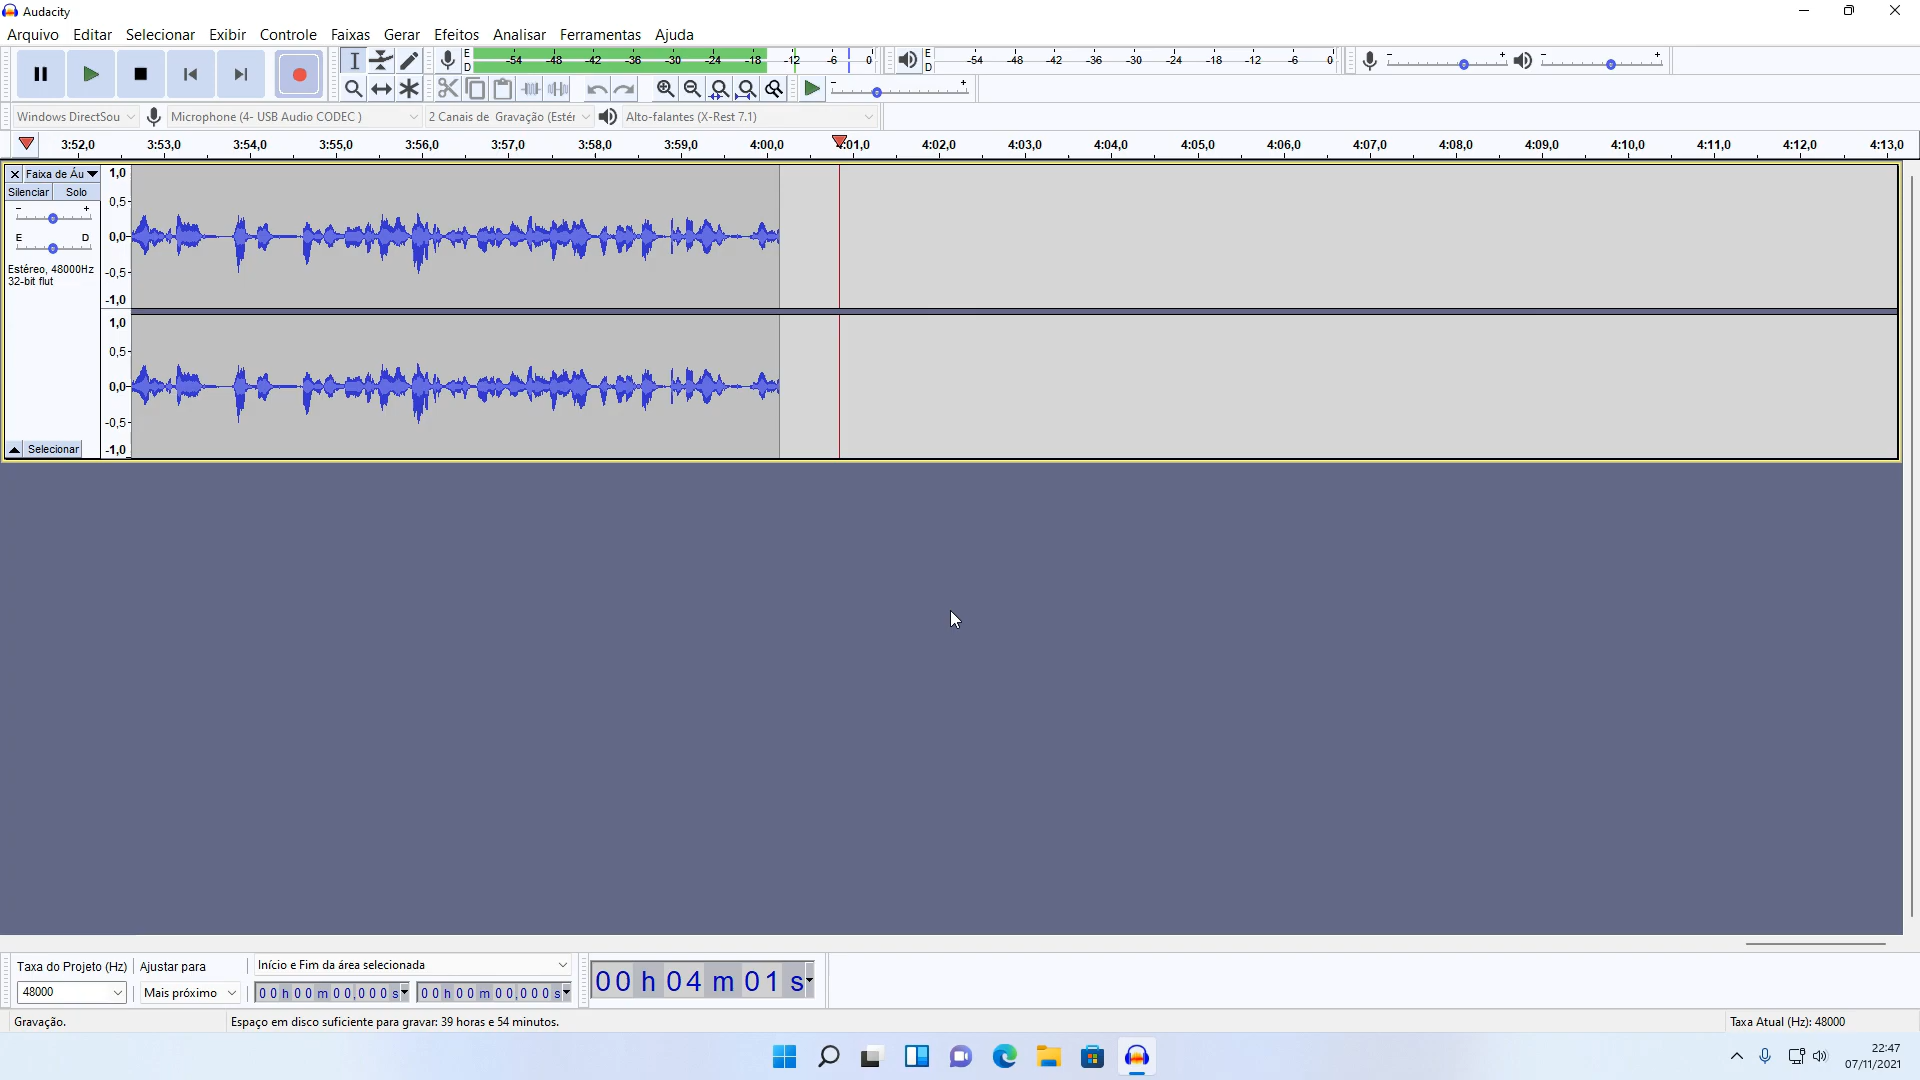 Audacity
Arquivo Editar Selecionar Exibir Controle Faixas Gerar Efeitos Analisar Ferramentas Ajuda
E D -54 -48 -42 -36 -30 -24 -18 -12 -6 0
E D -54 -48 -42 -36 -30 -24 -18 -12 -6 0
- + - +
- +
Windows DirectSou Microphone (4- USB Audio CODEC ) 2 Canais de Gravação (Estér Alto-falantes (X-Rest 7.1)
3:52,0 3:53,0 3:54,0 3:55,0 3:56,0 3:57,0 3:58,0 3:59,0 4:00,0 4:01,0 4:02,0 4:03,0 4:04,0 4:05,0 4:06,0 4:07,0 4:08,0 4:09,0 4:10,0 4:11,0 4:12,0 4:13,0
Faixa de Áu
Silenciar Solo
- +
E D
Estéreo, 48000Hz
32-bit flut
Selecionar
1,0
0,5-
0,0-
-0,5-
-1,0
1,0
0,5-
0,0-
-0,5-
-1,0
Taxa do Projeto (Hz) Ajustar para Início e Fim da área selecionada
48000 Mais próximo 00h00m00,000s 00h00m00,000s
00h04m01s
Gravação. Espaço em disco suficiente para gravar: 39 horas e 54 minutos. Taxa Atual (Hz): 48000
22:47
07/11/2021